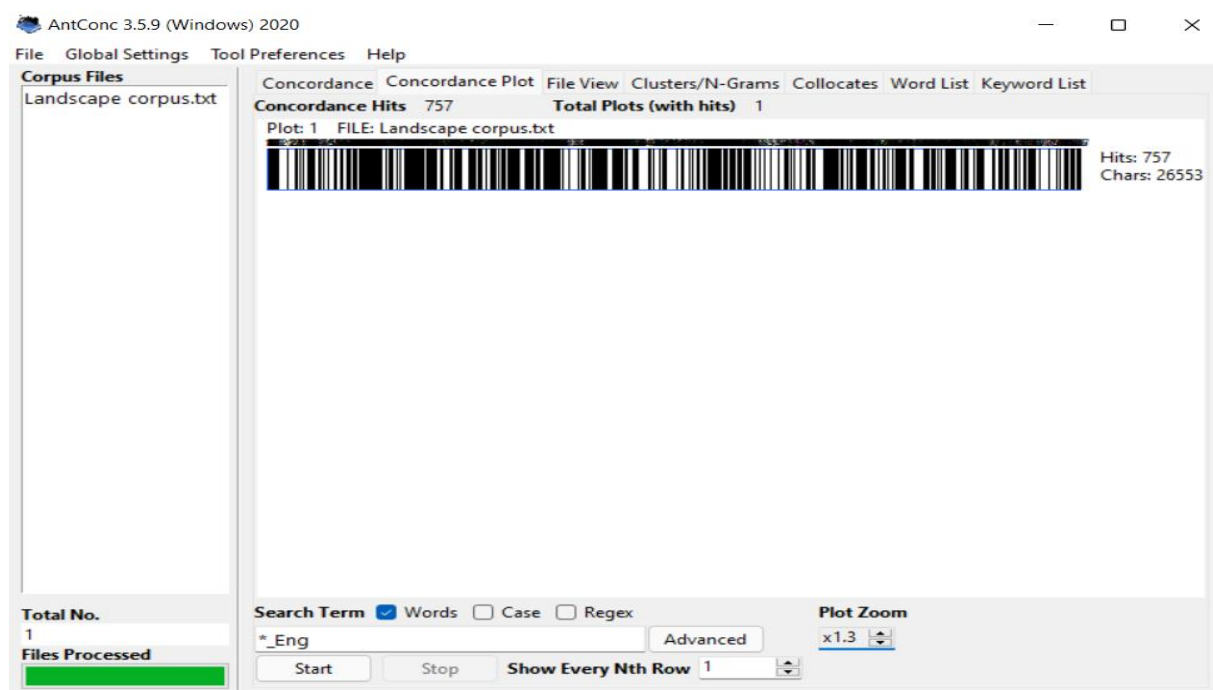 AntConc 3.5.9 (Windows) 2020
File Global Settings Tool Preferences Help
Corpus Files
Landscape corpus.txt
Concordance Concordance Plot File View Clusters/N-Grams Collocates Word List Keyword List
Concordance Hits 757 Total Plots (with hits) 1
Plot: 1 FILE: Landscape corpus.txt
Hits: 757
Chars: 26553
Total No.
1
Files Processed
Search Term Words Case Regex Plot Zoom
*_Eng Advanced x1.3
Start Stop Show Every Nth Row 1